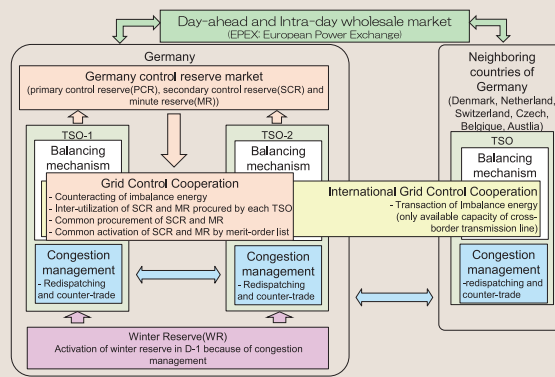 Day-ahead and Intra-day wholesale market
(EPEX: European Power Exchange)
Germany
Germany control reserve market
(primary control reserve(PCR), secondary control reserve(SCR) and
minute reserve(MR))
Neighboring
countries of
Germany
(Denmark, Netherland,
Switzerland, Czech,
Belgique, Austlia)
TSO-1
Balancing
mechanism
TSO-2
Balancing
mechanism
TSO
Balancing
mechanism
Grid Control Cooperation
- Counteracting of imbalance energy
- Inter-utilization of SCR and MR procured by each TSO
- Common procurement of SCR and MR
- Common activation of SCR and MR by merit-order list
International Grid Control Cooperation
- Transaction of Imbalance energy
(only available capacity of cross-
border transmission line)
Congestion
management
- Redispatching
and counter-trade
Congestion
management
- Redispatching
and counter-trade
Congestion
management
-redispatching and
counter-trade
Winter Reserve(WR)
Activation of winter reserve in D-1 because of congestion
management